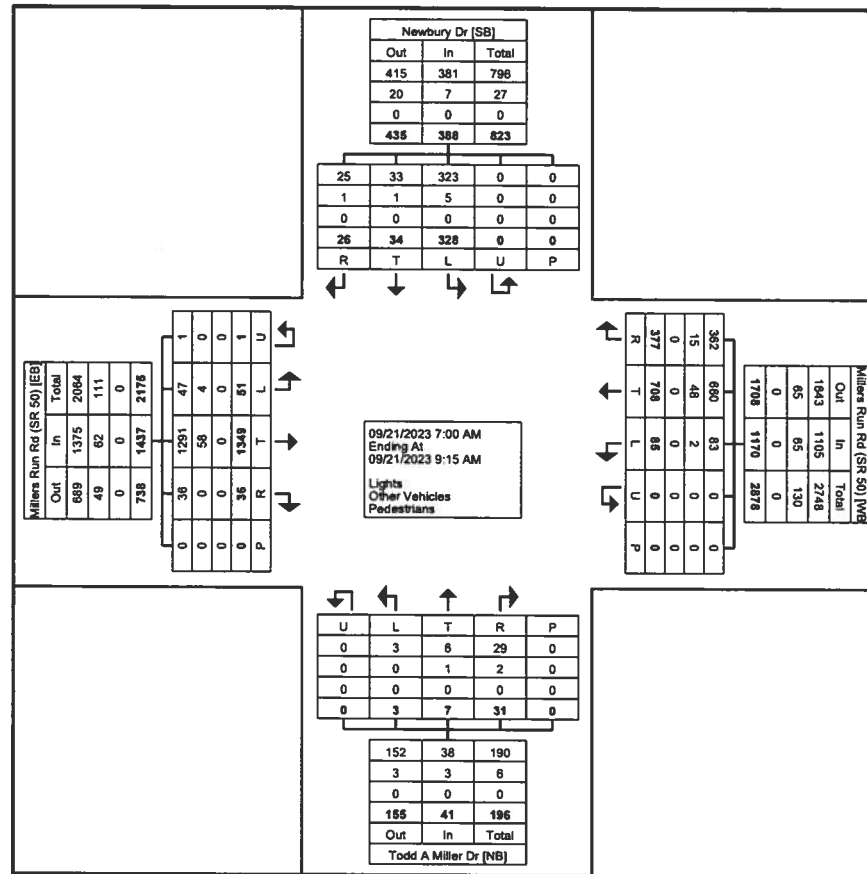 Newbury Dr [SB]
Out In Total
415 381 796
20 7 27
0 0 0
435 388 823
25 33 323 0 0
1 1 5 0 0
0 0 0 0 0
26 34 328 0 0
R T L U P
Millers Run Rd (SR 50) [EB]
Out In Total
689 1375 2064
49 62 111
0 0 0
738 1437 2175
0 36 1291 47 1
0 0 58 4 0
0 0 0 0 0
0 36 1349 51 1
P R T L U
09/21/2023 7:00 AM
Ending At
09/21/2023 9:15 AM
Lights
Other Vehicles
Pedestrians
Millers Run Rd (SR 50) [WB]
Out In Total
1643 1105 2748
65 65 130
0 0 0
1708 1170 2878
362 660 83 0 0
15 48 2 0 0
0 0 0 0 0
377 708 85 0 0
R T L U P
U L T R P
0 3 6 29 0
0 0 1 2 0
0 0 0 0 0
0 3 7 31 0
152 38 190
3 3 6
0 0 0
155 41 196
Out In Total
Todd A Miller Dr [NB]